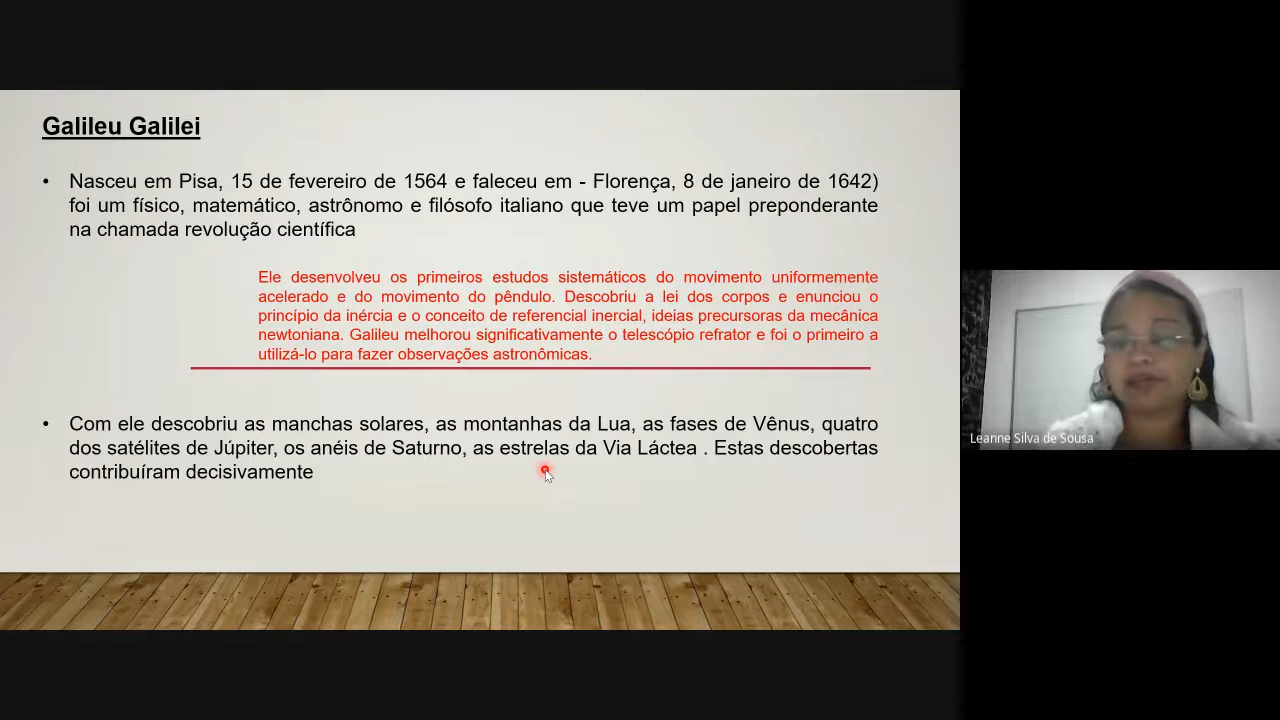 Galileu Galilei
• Nasceu em Pisa, 15 de fevereiro de 1564 e faleceu em - Florença, 8 de janeiro de 1642)
foi um físico, matemático, astrônomo e filósofo italiano que teve um papel preponderante
na chamada revolução científica
Ele desenvolveu os primeiros estudos sistemáticos do movimento uniformemente
acelerado e do movimento do pêndulo. Descobriu a lei dos corpos e enunciou o
princípio da inércia e o conceito de referencial inercial, ideias precursoras da mecânica
newtoniana. Galileu melhorou significativamente o telescópio refrator e foi o primeiro a
utilizá-lo para fazer observações astronômicas.
• Com ele descobriu as manchas solares, as montanhas da Lua, as fases de Vênus, quatro
dos satélites de Júpiter, os anéis de Saturno, as estrelas da Via Láctea . Estas descobertas
contribuíram decisivamente
Leanne Silva de Sousa